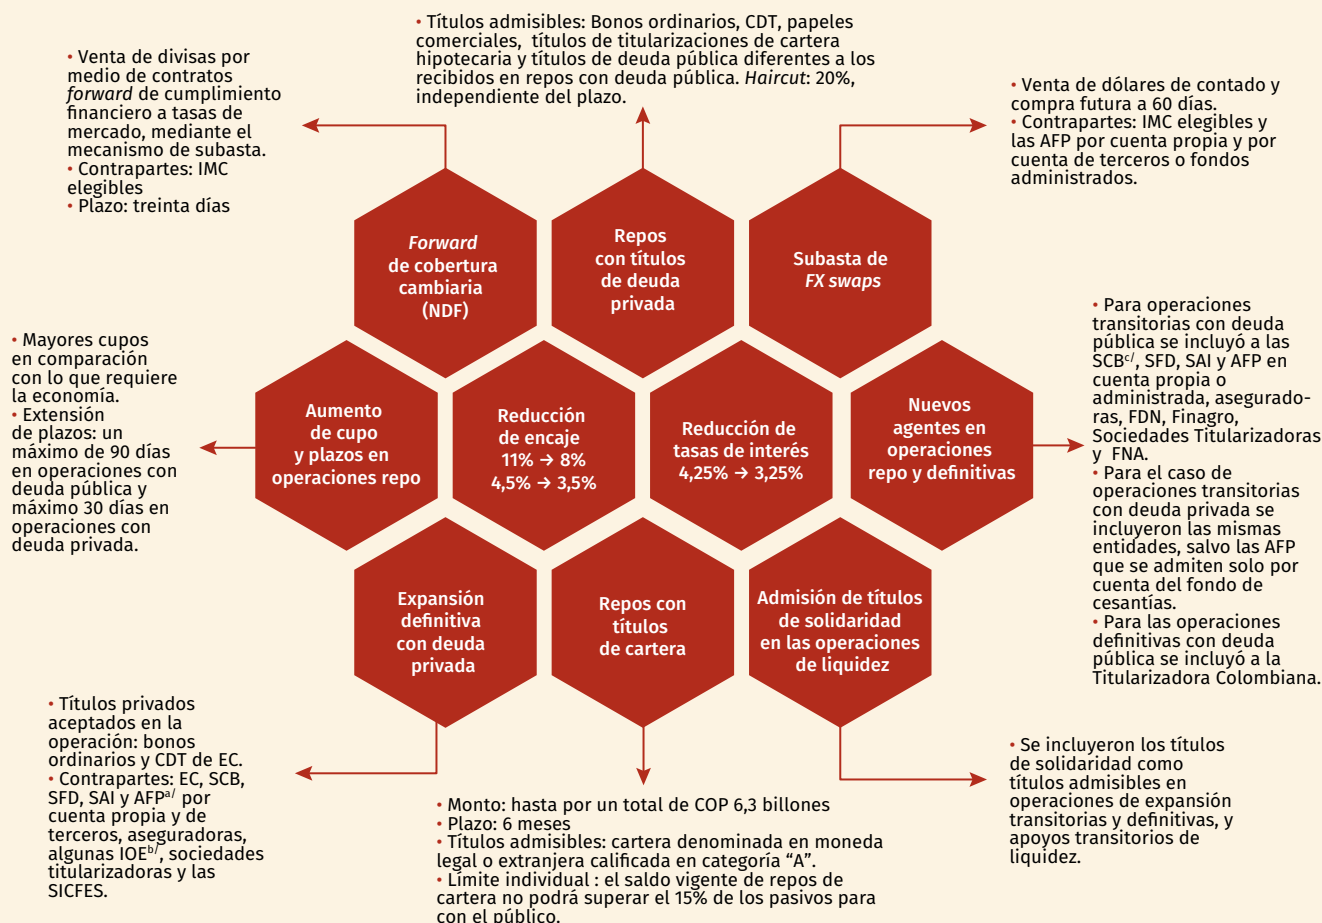 • Títulos admisibles: Bonos ordinarios, CDT, papeles
comerciales, títulos de titularizaciones de cartera
hipotecaria y títulos de deuda pública diferentes a los
recibidos en repos con deuda pública. Haircut: 20%,
independiente del plazo.
• Venta de divisas por
medio de contratos
forward de cumplimiento
financiero a tasas de
mercado, mediante el
mecanismo de subasta.
• Contrapartes: IMC
elegibles
• Plazo: treinta días
• Venta de dólares de contado y
compra futura a 60 días.
• Contrapartes: IMC elegibles y
las AFP por cuenta propia y por
cuenta de terceros o fondos
administrados.
Forward
de cobertura
cambiaria
(NDF)
Repos
con títulos
de deuda
privada
Subasta de
FX swaps
• Mayores cupos
en comparación
con lo que requiere
la economía.
• Extensión
de plazos: un
máximo de 90 días
en operaciones con
deuda pública y
máximo 30 días en
operaciones con
deuda privada.
Aumento
de cupo
y plazos en
operaciones repo
Reducción
de encaje
11% → 8%
4,5% → 3,5%
Reducción de
tasas de interés
4,25% → 3,25%
Nuevos
agentes en
operaciones
repo y definitivas
• Para operaciones
transitorias con deuda
pública se incluyó a las
SCBc/, SFD, SAI y AFP en
cuenta propia o
administrada, asegurado-
ras, FDN, Finagro,
Sociedades Titularizadoras
y FNA.
• Para el caso de
operaciones transitorias
con deuda privada se
incluyeron las mismas
entidades, salvo las AFP
que se admiten solo por
cuenta del fondo de
cesantías.
• Para las operaciones
definitivas con deuda
pública se incluyó a la
Titularizadora Colombiana.
Expansión
definitiva
con deuda
privada
Repos con
títulos
de cartera
Admisión de títulos
de solidaridad
en las operaciones
de liquidez
• Títulos privados
aceptados en la
operación: bonos
ordinarios y CDT de EC.
• Contrapartes: EC, SCB,
SFD, SAI y AFPa/ por
cuenta propia y de
terceros, aseguradoras,
algunas IOEb/, sociedades
titularizadoras y las
SICFES.
• Monto: hasta por un total de COP 6,3 billones
• Plazo: 6 meses
• Títulos admisibles: cartera denominada en moneda
legal o extranjera calificada en categoría “A”.
• Límite individual : el saldo vigente de repos de
cartera no podrá superar el 15% de los pasivos para
con el público.
• Se incluyeron los títulos
de solidaridad como
títulos admisibles en
operaciones de expansión
transitorias y definitivas, y
apoyos transitorios de
liquidez.